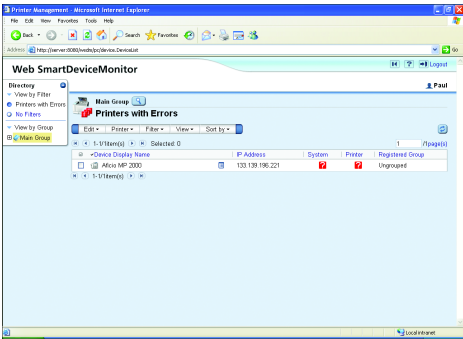 Printer Management - Microsoft Internet Explorer
File Edit View Favorites Tools Help
Back Search Favorites
Address http://server:8080/wsdm/pc/device.DeviceList Go
Web SmartDeviceMonitor
? Logout
Directory
Paul
View by Filter
Printers with Errors
No Filters
View by Group
Main Group
Main Group
Printers with Errors
Edit Printer Filter View Sort by
1-1/1item(s) Selected: 0 1 /1page(s)
Device Display Name IP Address System Printer Registered Group
Aficio MP 2000 133.139.196.221 ? ? Ungrouped
1-1/1item(s)
Local intranet